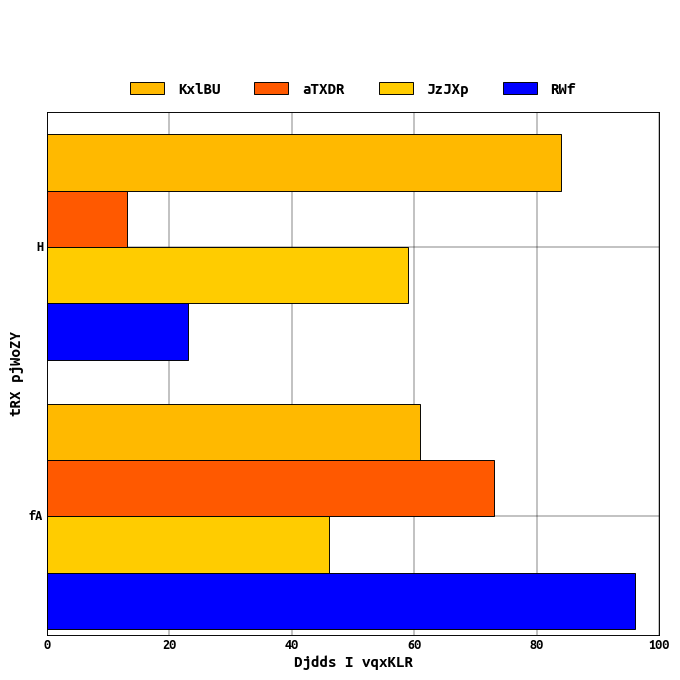 KxlBU aTXDR JzJXp RWf
H
fA
tRX pjWoZY
0 20 40 60 80 100
Djdds I vqxKLR